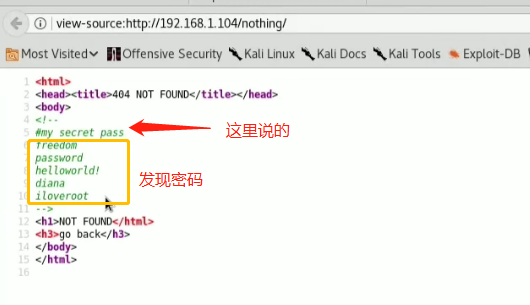 view-source:http://192.168.1.104/nothing/
Most Visited Offensive Security Kali Linux Kali Docs Kali Tools Exploit-DB
1 <html>
2 <head><title>404 NOT FOUND</title></head>
3 <body>
4 <!--
5 #my secret pass
6 freedom
7 password
8 helloworld!
9 diana
10 iloveroot
11 -->
12 <h1>NOT FOUND</html>
13 <h3>go back</h3>
14 </body>
15 </html>
16
这里说的
发现密码